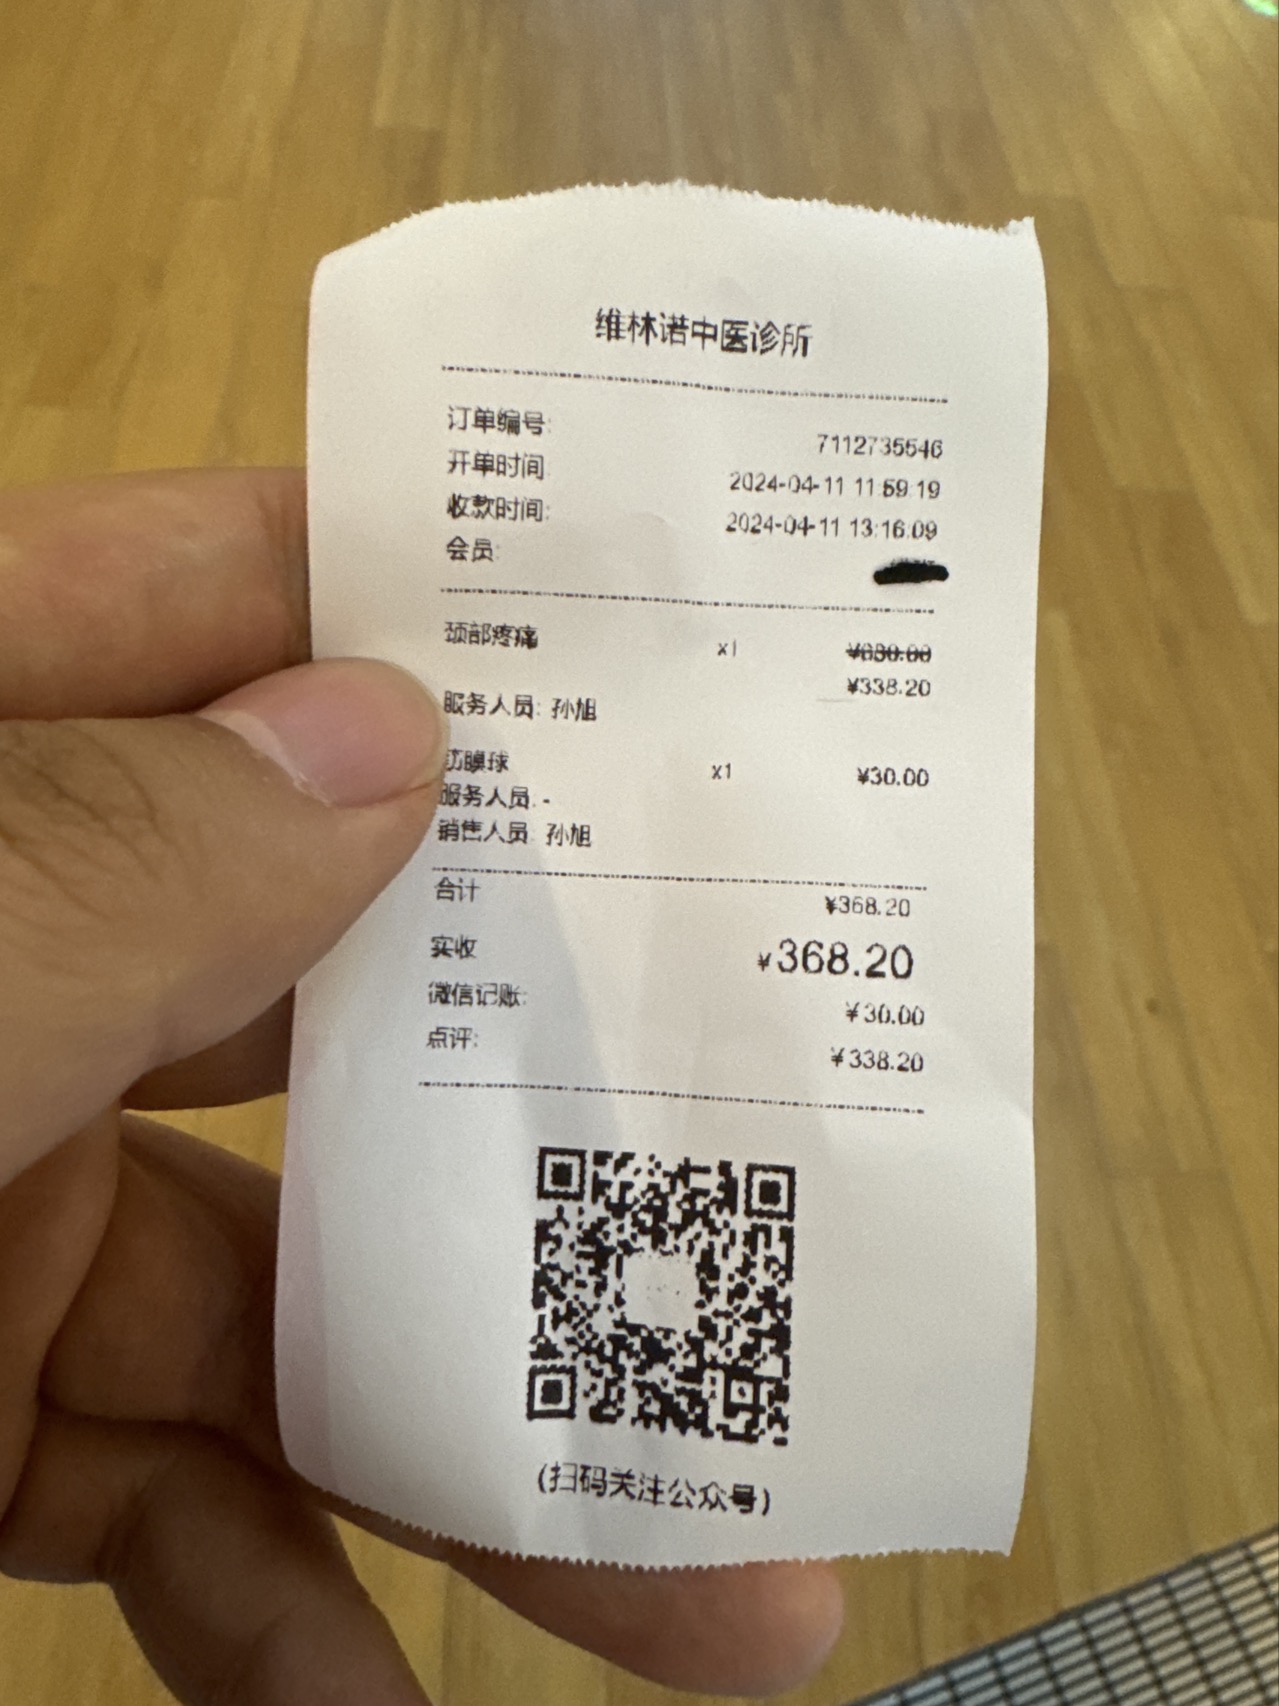 维林诺中医诊所
订单编号: 7112735546
开单时间: 2024-04-11 11:59:19
收款时间: 2024-04-11 13:16:09
会员:
颈部疼痛 x1 ¥680.00
¥338.20
服务人员: 孙旭
筋膜球 x1 ¥30.00
服务人员: -
销售人员: 孙旭
合计 ¥368.20
实收 ¥368.20
微信记账: ¥30.00
点评: ¥338.20
(扫码关注公众号)